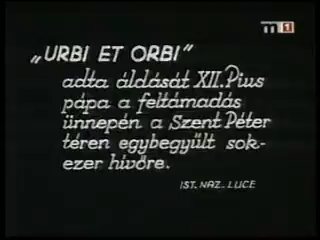 m1
„URBI ET ORBI"
adta áldását XII. Pius
pápa a feltámadás
ünnepén a Szent Péter
téren egybegyült sok-
ezer hívőre.
IST. NAZ. LUCE